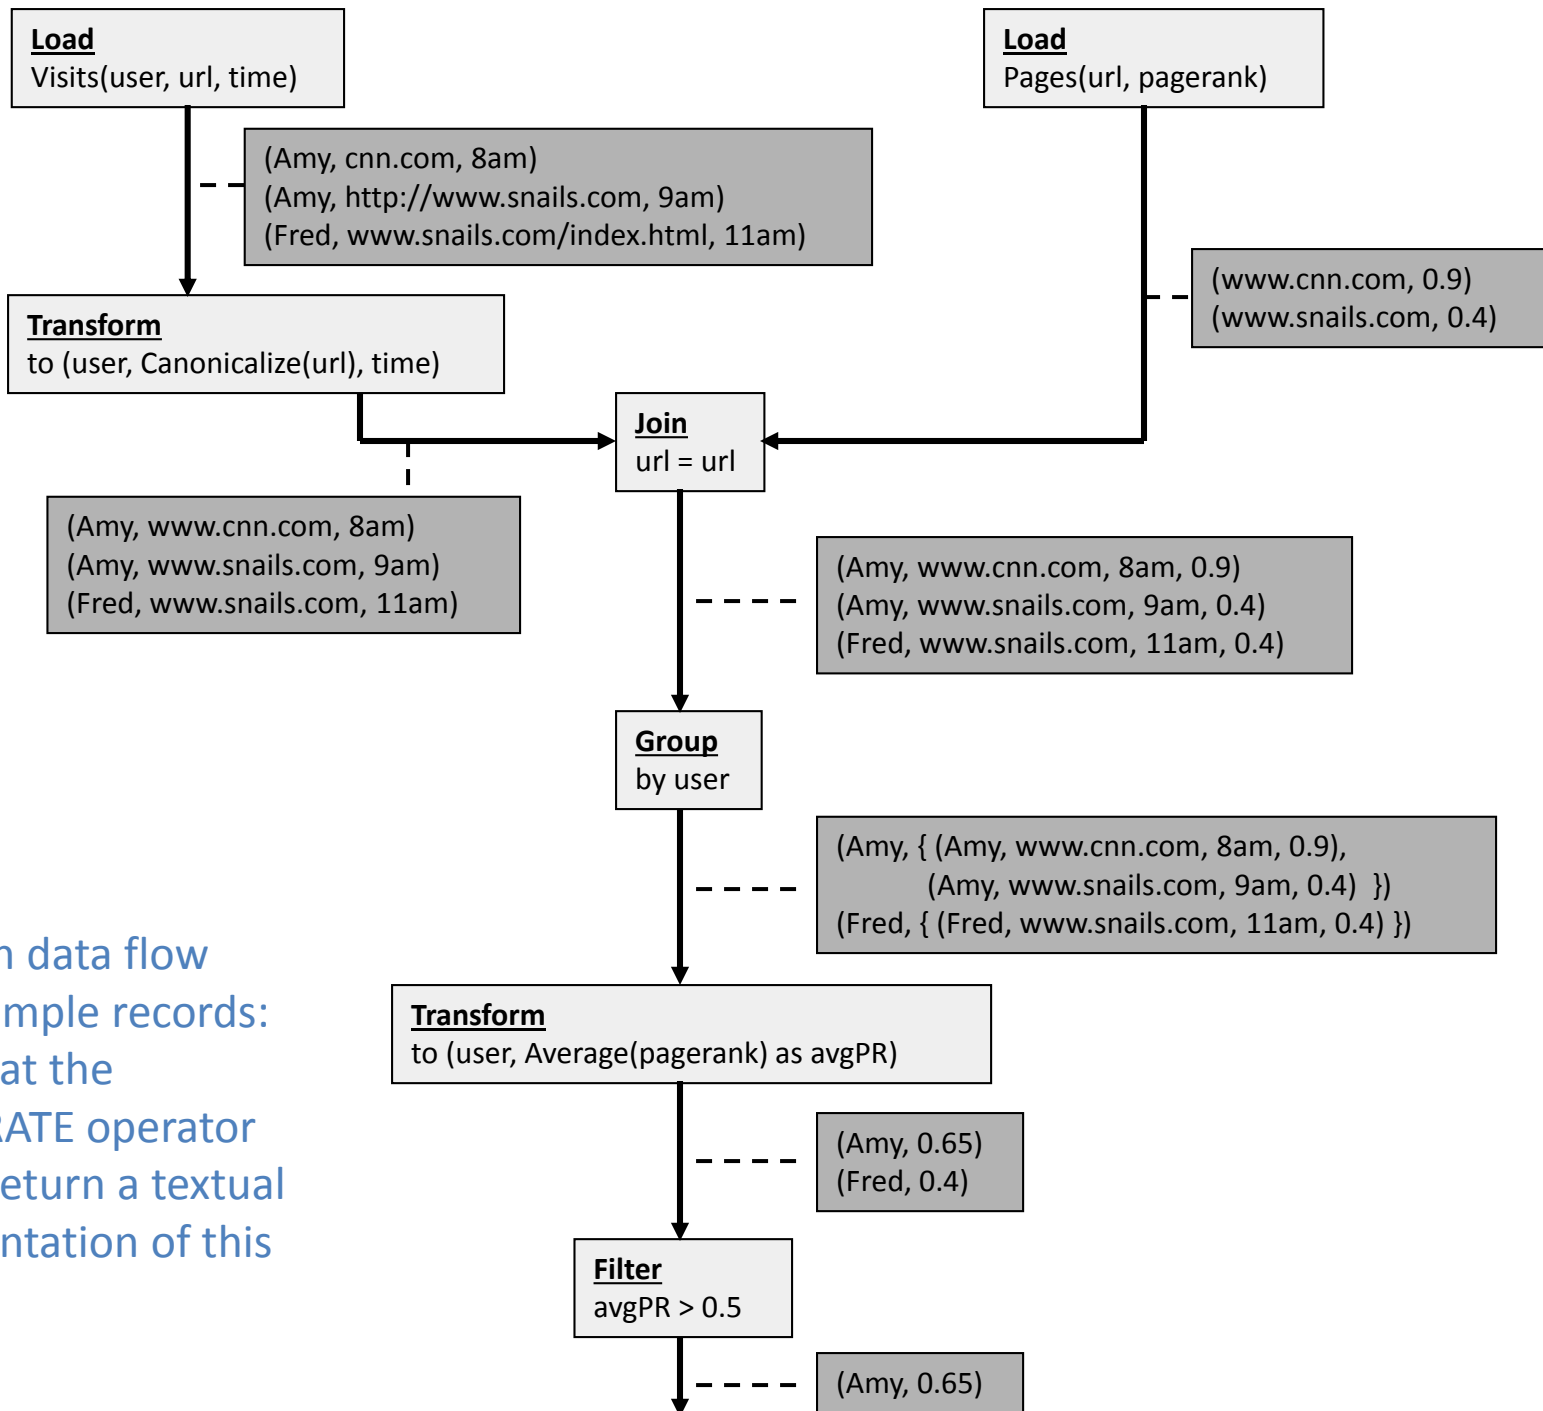 Load
Visits(user, url, time)
Load
Pages(url, pagerank)
(Amy, cnn.com, 8am)
(Amy, http://www.snails.com, 9am)
(Fred, www.snails.com/index.html, 11am)
(www.cnn.com, 0.9)
(www.snails.com, 0.4)
Transform
to (user, Canonicalize(url), time)
Join
url = url
(Amy, www.cnn.com, 8am)
(Amy, www.snails.com, 9am)
(Fred, www.snails.com, 11am)
(Amy, www.cnn.com, 8am, 0.9)
(Amy, www.snails.com, 9am, 0.4)
(Fred, www.snails.com, 11am, 0.4)
Group
by user
(Amy, { (Amy, www.cnn.com, 8am, 0.9),
(Amy, www.snails.com, 9am, 0.4) })
(Fred, { (Fred, www.snails.com, 11am, 0.4) })
data flow
records:
at the
operator
a textual
of this
Transform
to (user, Average(pagerank) as avgPR)
(Amy, 0.65)
(Fred, 0.4)
Filter
avgPR > 0.5
(Amy, 0.65)